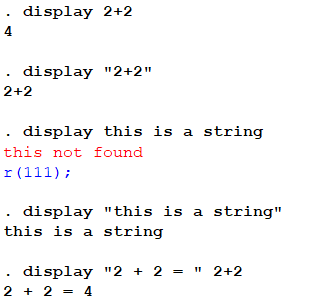 . display 2+2
4
. display "2+2"
2+2
. display this is a string
this not found
r(111);
. display "this is a string"
this is a string
. display "2 + 2 = " 2+2
2 + 2 = 4